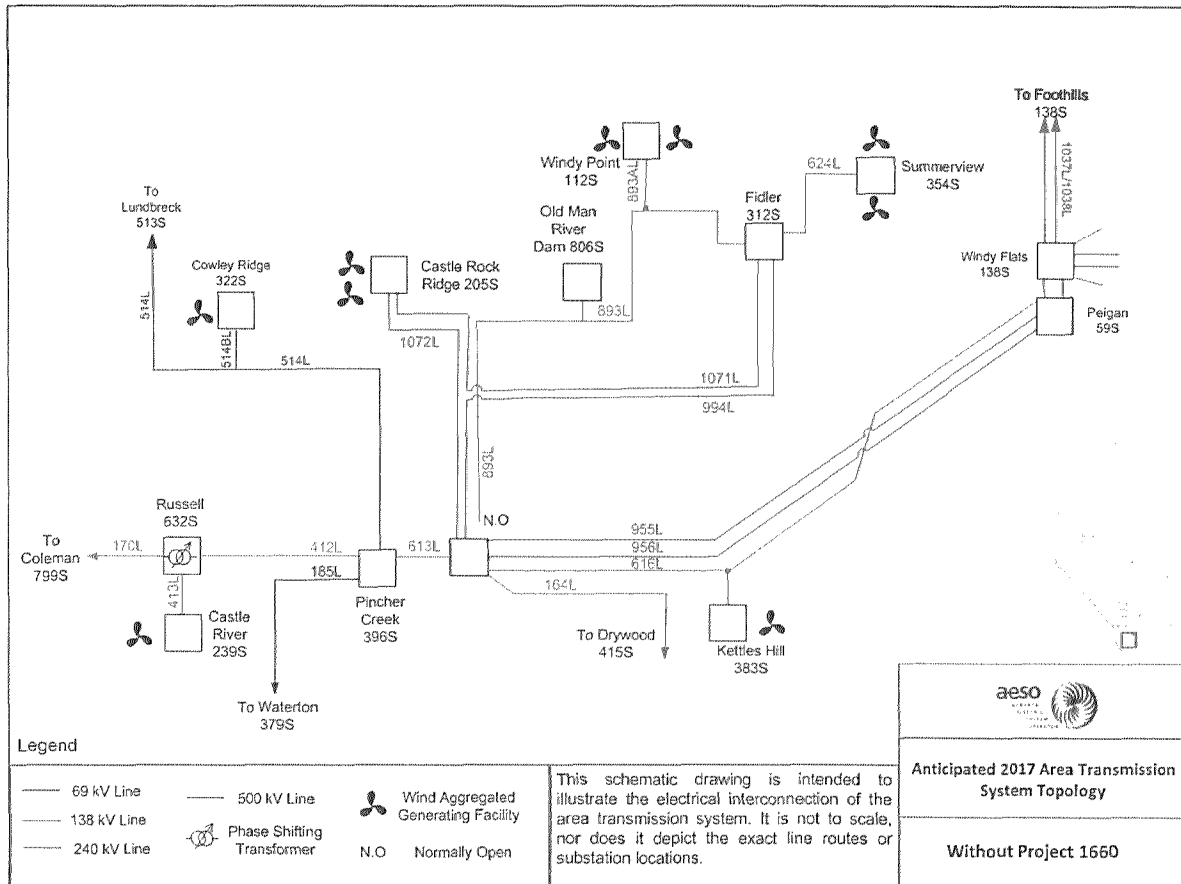 To Foothills
138S
1037L/1038L
Windy Point
112S
893AL
624L
Summerview
354S
To
Lundbreck
513S
Old Man
River
Dam 806S
Fidler
312S
Windy Flats
138S
Cowley Ridge
322S
Castle Rock
Ridge 205S
Peigan
59S
514L
514BL
893L
1072L
514L
1071L
994L
893L
Russell
632S
N.O
To
Coleman
799S
170L
412L
613L
955L
956L
616L
413L
185L
164L
Castle
River
239S
Pincher
Creek
396S
To Drywood
415S
Kettles Hill
383S
To Waterton
379S
aeso
Legend
69 kV Line
138 kV Line
240 kV Line
500 kV Line
Phase Shifting
Transformer
Wind Aggregated
Generating Facility
N.O Normally Open
This schematic drawing is intended to
illustrate the electrical interconnection of the
area transmission system. It is not to scale,
nor does it depict the exact line routes or
substation locations.
Anticipated 2017 Area Transmission
System Topology
Without Project 1660